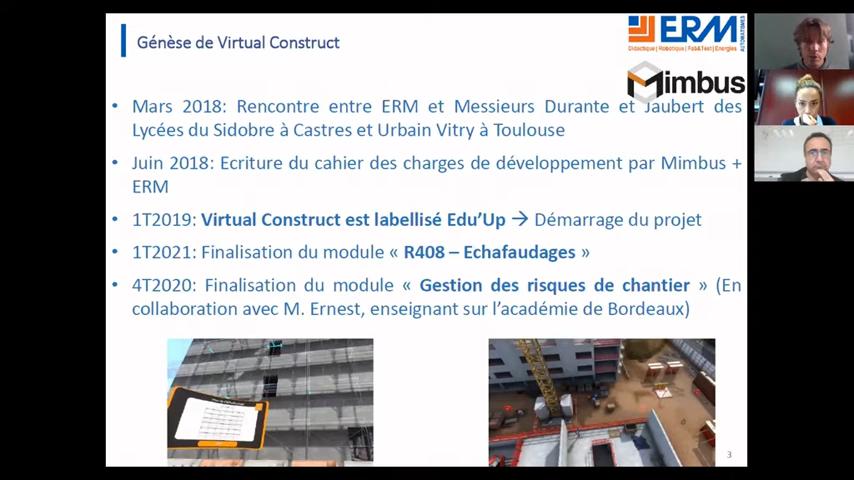 Génèse de Virtual Construct
ERM
AUTOMATISMES
Didactique | Robotique | Fab&Test | Energies
Mimbus
• Mars 2018: Rencontre entre ERM et Messieurs Durante et Jaubert des
Lycées du Sidobre à Castres et Urbain Vitry à Toulouse
• Juin 2018: Ecriture du cahier des charges de développement par Mimbus +
ERM
• 1T2019: Virtual Construct est labellisé Edu’Up → Démarrage du projet
• 1T2021: Finalisation du module « R408 – Echafaudages »
• 4T2020: Finalisation du module « Gestion des risques de chantier » (En
collaboration avec M. Ernest, enseignant sur l’académie de Bordeaux)
3